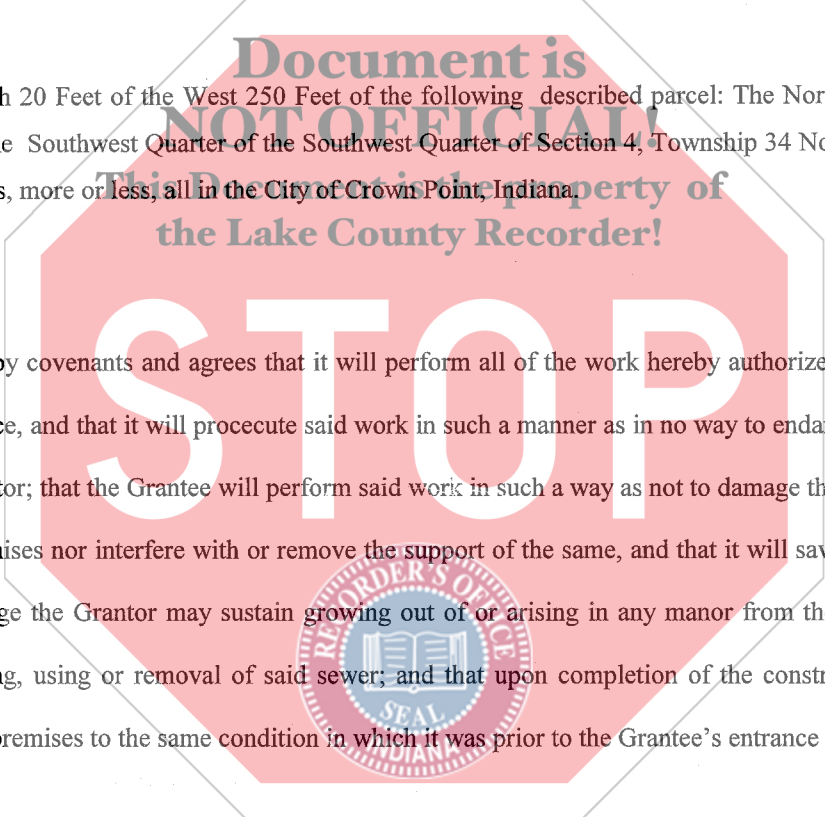 Document is
h 20 Feet of the West 250 Feet of the following described parcel: The Nor
NOT OFFICIAL!
e Southwest Quarter of the Southwest Quarter of Section 4, Township 34 No
This Document is the property of
s, more or less, all in the City of Crown Point, Indiana.
the Lake County Recorder!
STOP
by covenants and agrees that it will perform all of the work hereby authorize
ce, and that it will procecute said work in such a manner as in no way to enda
tor; that the Grantee will perform said work in such a way as not to damage th
ises nor interfere with or remove the support of the same, and that it will sav
RECORDER'S OFFICE
ge the Grantor may sustain growing out of or arising in any manor from th
ng, using or removal of said sewer; and that upon completion of the constr
SEAL
INDIANA
premises to the same condition in which it was prior to the Grantee's entrance